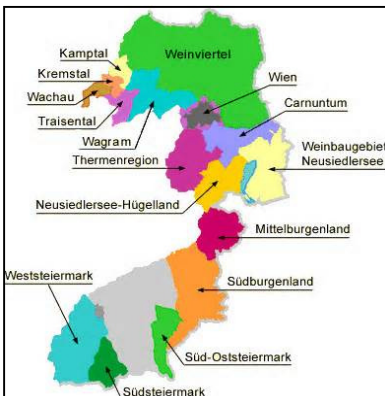 Kamptal
Weinviertel
Kremstal
Wien
Wachau
Carnuntum
Traisental
Wagram
Weinbaugebiet
Neusiedlersee
Thermenregion
Neusiedlersee-Hügelland
Mittelburgenland
Weststeiermark
Südburgenland
Süd-Oststeiermark
Südsteiermark